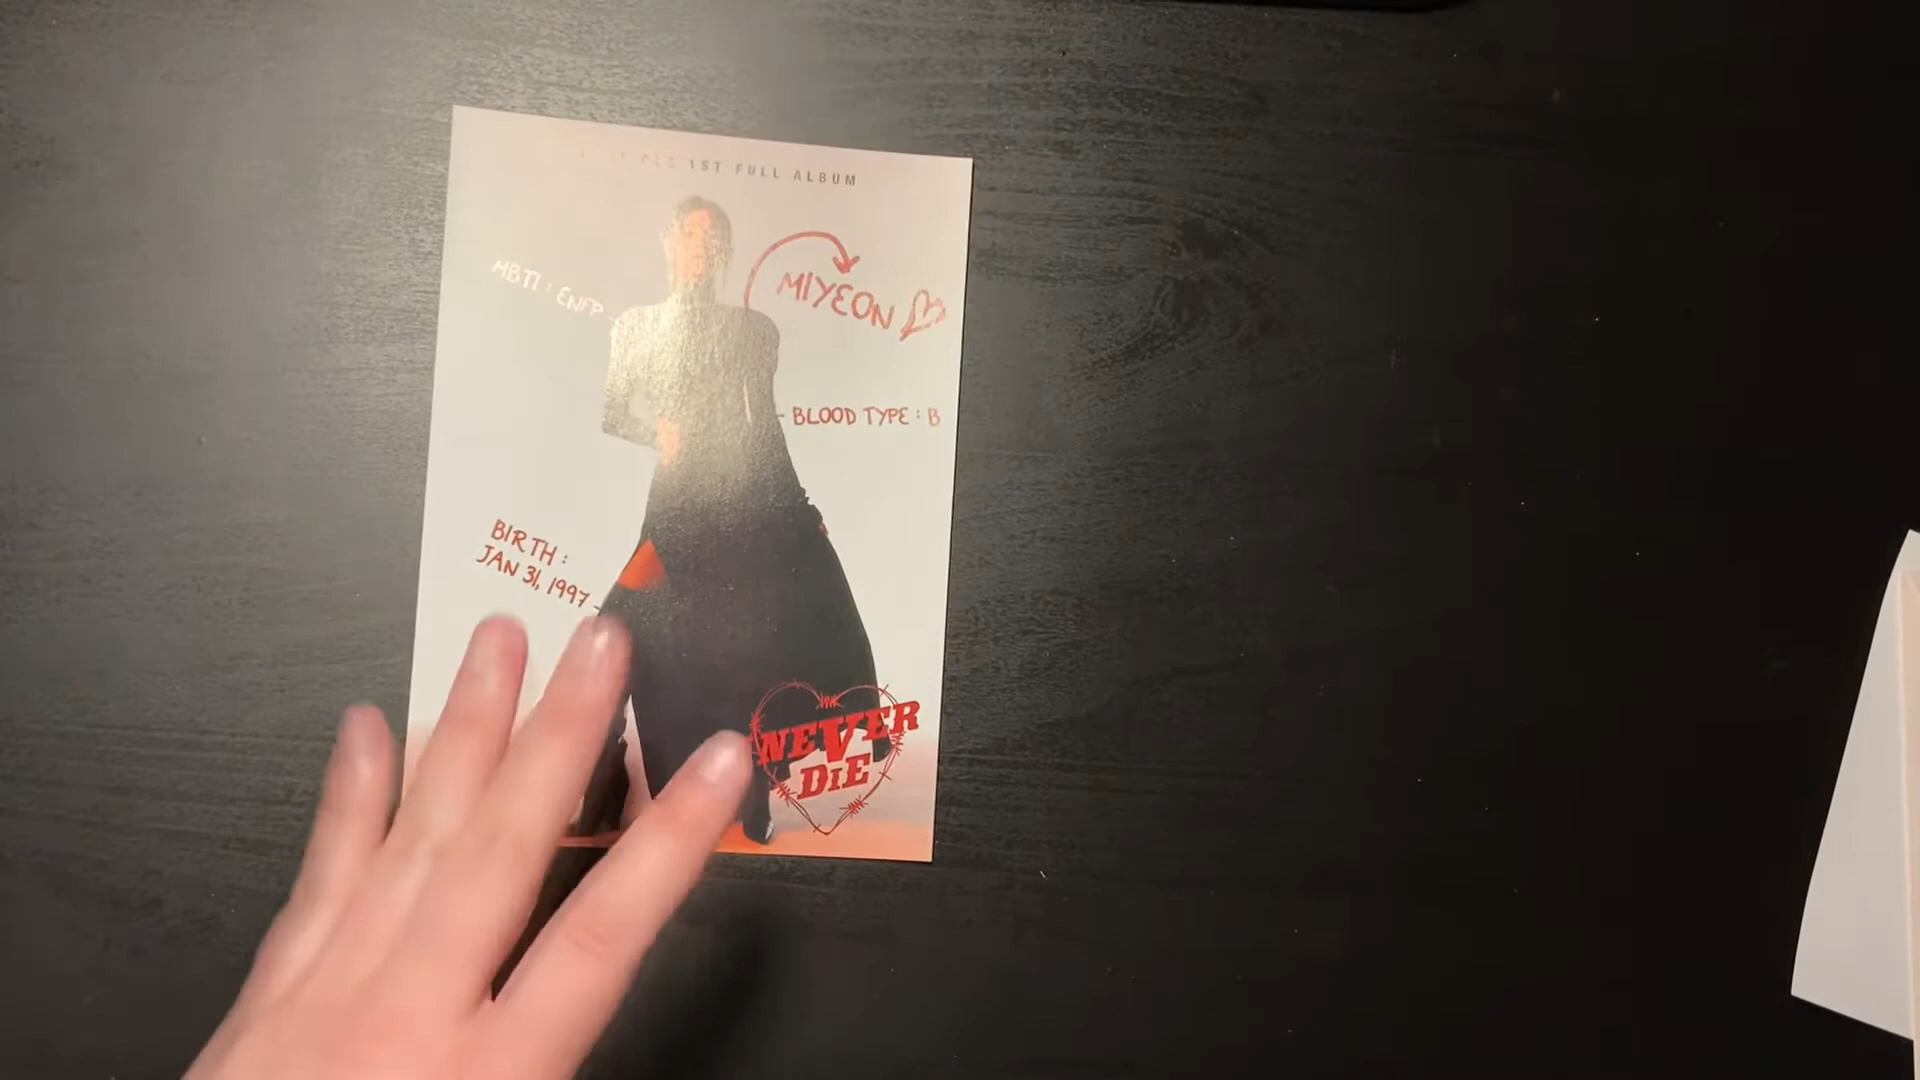 1ST FULL ALBUM
MIYEON
MBTI : ENFP
BLOOD TYPE : B
BIRTH :
JAN 31, 1997
NEVER
DIE